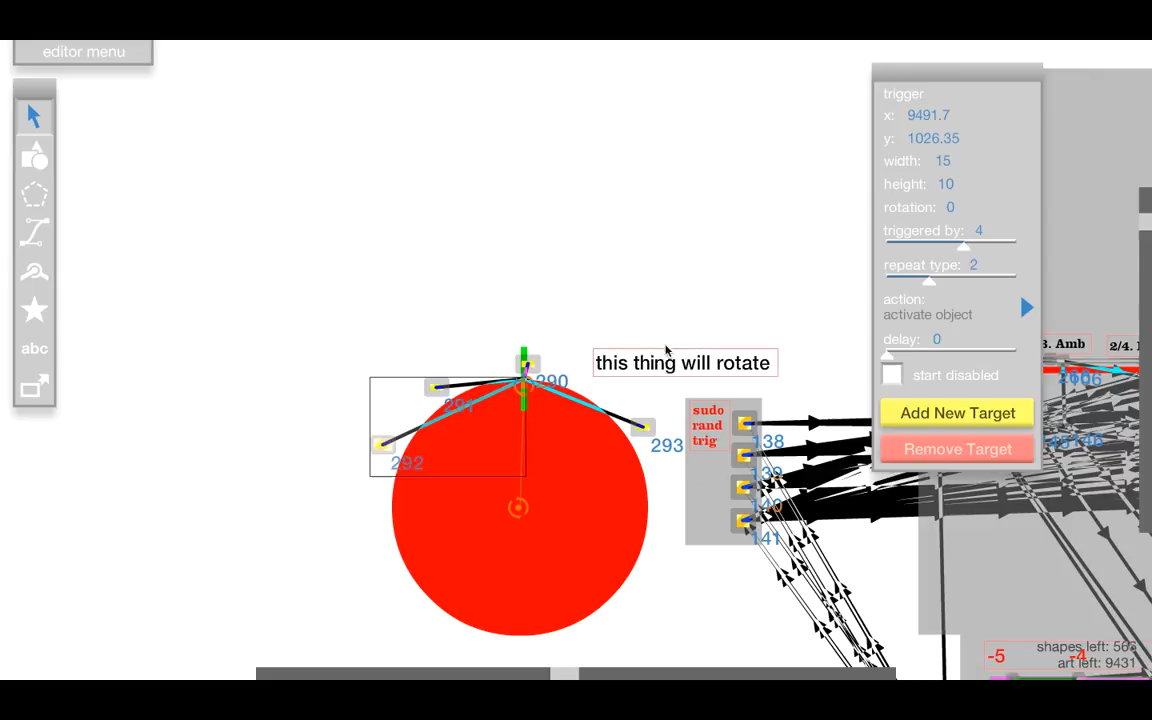 editor menu
trigger
x: 9491.7
y: 1026.35
width: 15
height: 10
rotation: 0
triggered by: 4
repeat type: 2
action:
activate object
delay: 0
start disabled
Add New Target
Remove Target
abc
this thing will rotate
290
291
292
293
sudo
rand
trig
138
139
140
141
3. Amb
2/4.
146
-5
-4
shapes left: 566
art left: 9431